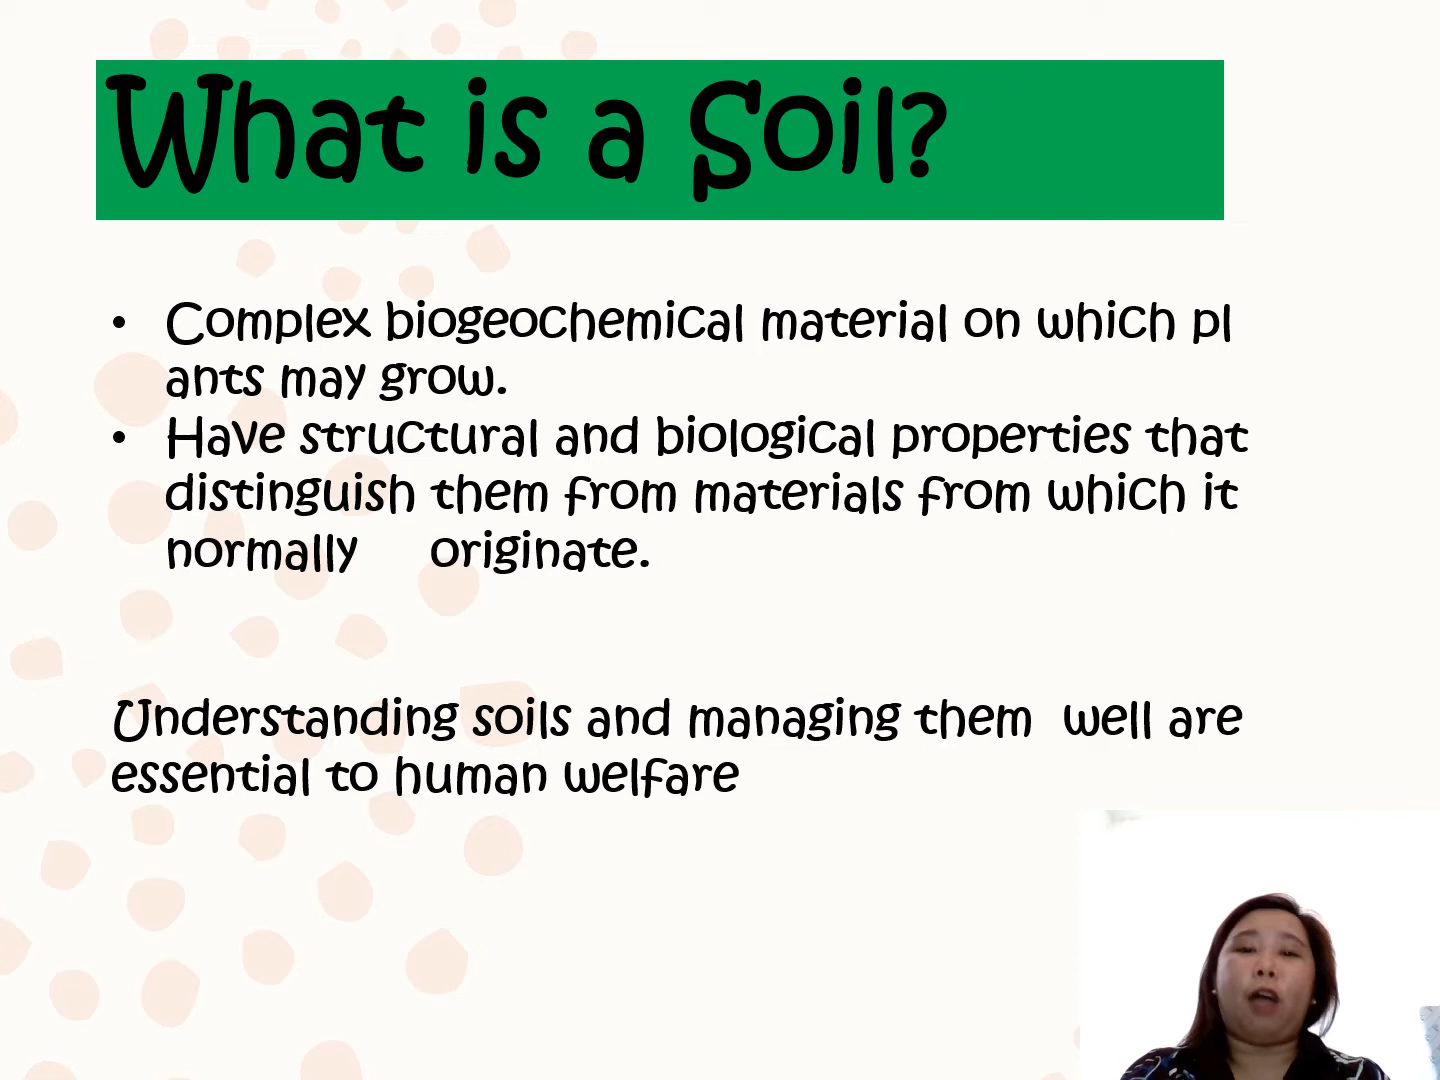 What is a Soil?
• Complex biogeochemical material on which pl
ants may grow.
• Have structural and biological properties that
distinguish them from materials from which it
normally originate.
Understanding soils and managing them well are
essential to human welfare